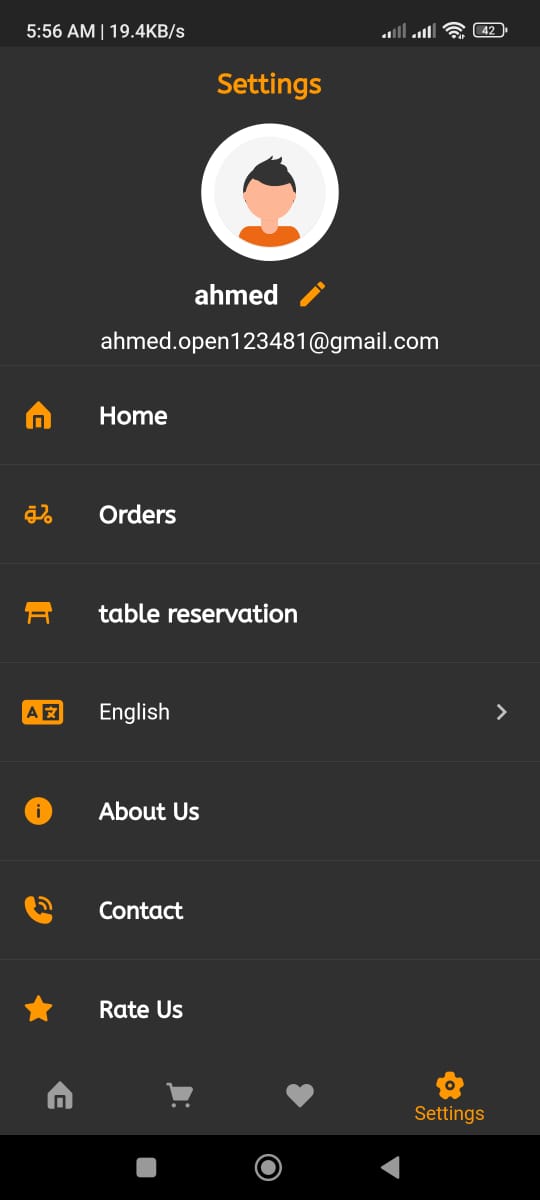 5:56 AM | 19.4KB/s 42
Settings
ahmed
ahmed.open123481@gmail.com
Home
Orders
table reservation
A文 English
About Us
Contact
Rate Us
Settings